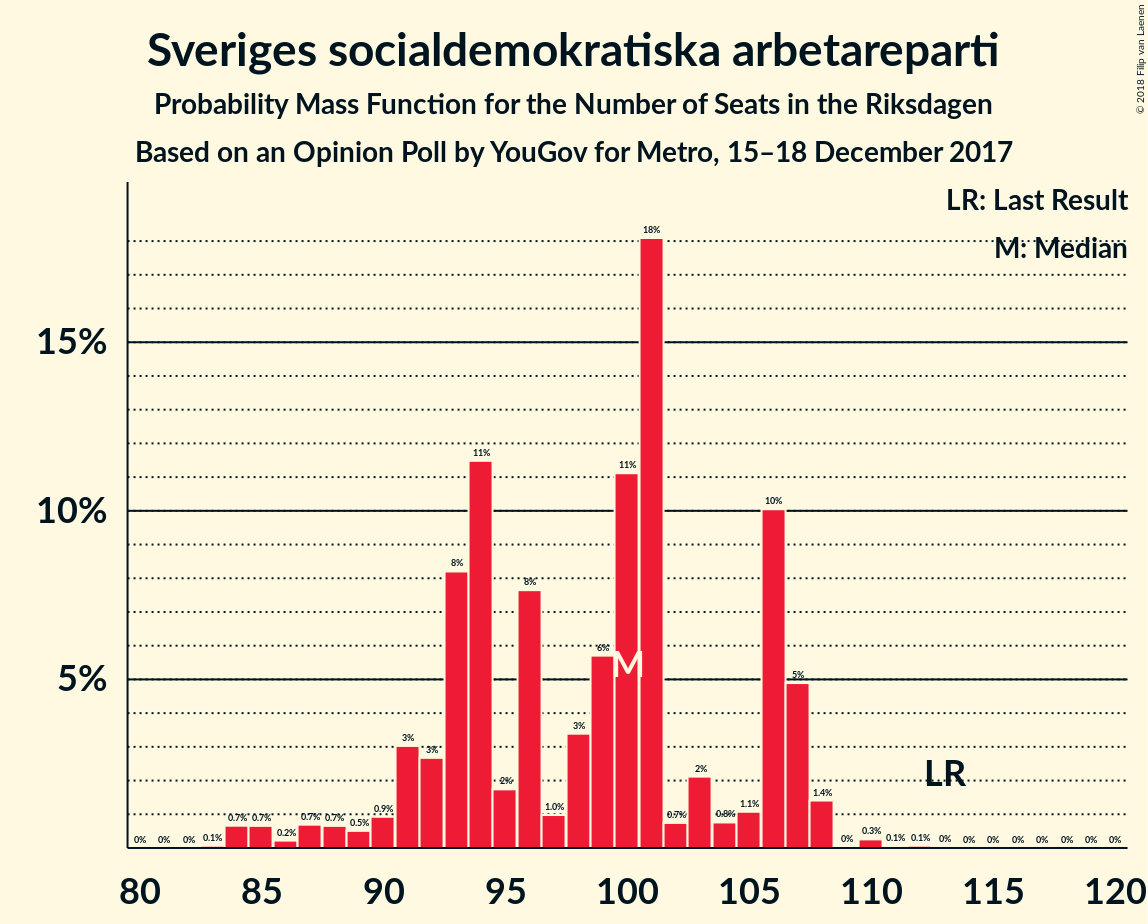 Sveriges socialdemokratiska arbetareparti
Probability Mass Function for the Number of Seats in the Riksdagen
Based on an Opinion Poll by YouGov for Metro, 15–18 December 2017
© 2018 Filip van Laenen
LR: Last Result
M: Median
15%
10%
5%
0% 0% 0% 0.1% 0.7% 0.7% 0.2% 0.7% 0.7% 0.5% 0.9% 3% 3% 8% 11% 2% 8% 1.0% 3% 6% 11% 18% 0.7% 2% 0.8% 1.1% 10% 5% 1.4% 0% 0.3% 0.1% 0.1% 0% 0% 0% 0% 0% 0% 0% 0%
M
LR
80 85 90 95 100 105 110 115 120